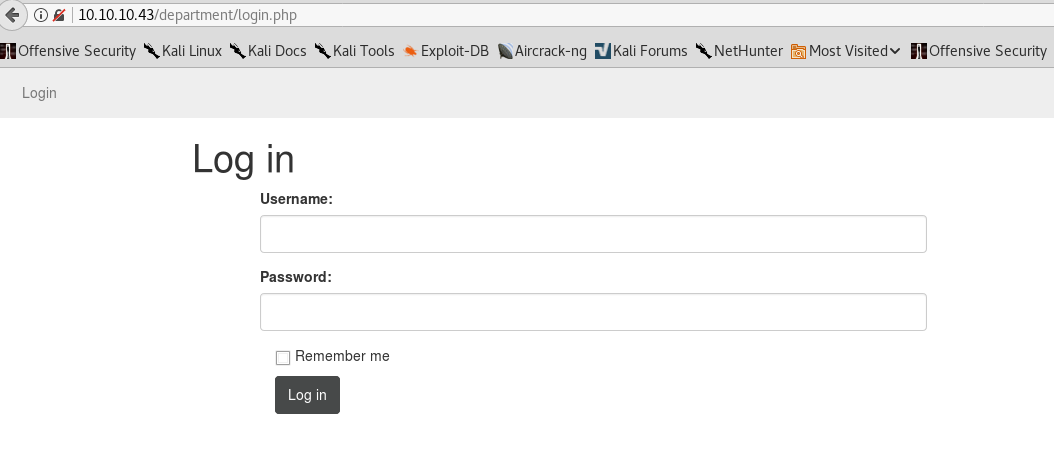 10.10.10.43/department/login.php
Offensive Security Kali Linux Kali Docs Kali Tools Exploit-DB Aircrack-ng Kali Forums NetHunter Most Visited Offensive Security
Login
Log in
Username:
Password:
Remember me
Log in